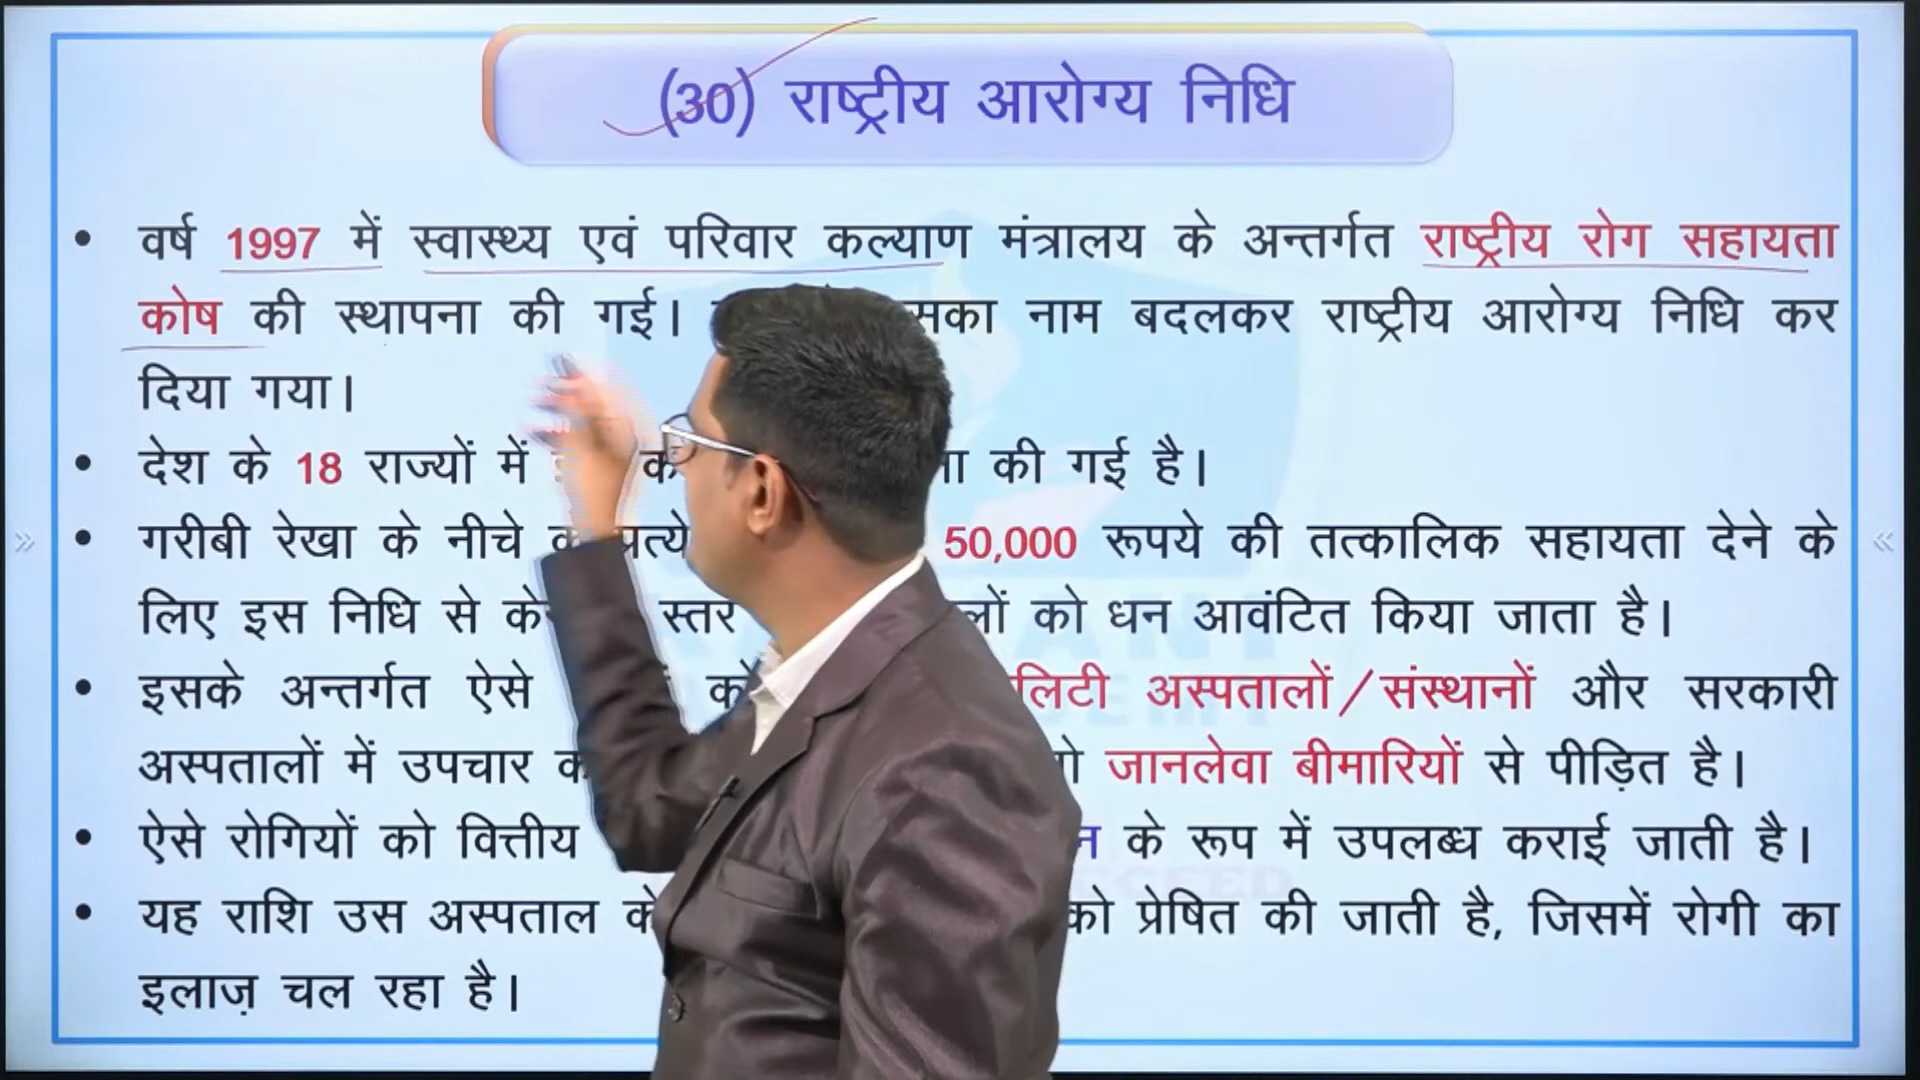 (30) राष्ट्रीय आरोग्य निधि
• वर्ष 1997 में स्वास्थ्य एवं परिवार कल्याण मंत्रालय के अन्तर्गत राष्ट्रीय रोग सहायता
कोष की स्थापना की गई। नाम बदलकर राष्ट्रीय आरोग्य निधि कर
दिया गया।
• देश के 18 राज्यों में की गई है।
• गरीबी रेखा के नीचे 50,000 रूपये की तत्कालिक सहायता देने के
लिए इस निधि से स्तर को धन आवंटित किया जाता है।
• इसके अन्तर्गत ऐसे अस्पतालों/संस्थानों और सरकारी
अस्पतालों में उपचार जानलेवा बीमारियों से पीड़ित है।
• ऐसे रोगियों को वित्तीय के रूप में उपलब्ध कराई जाती है।
• यह राशि उस अस्पताल को प्रेषित की जाती है, जिसमें रोगी का
इलाज़ चल रहा है।